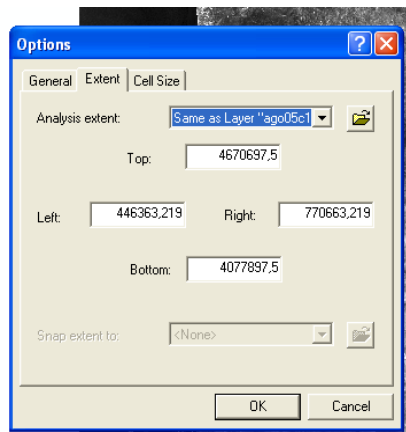 Options
General Extent Cell Size
Analysis extent: Same as Layer "ago05c1
Top: 4670697,5
Left: 446363,219 Right: 770663,219
Bottom: 4077897,5
Snap extent to: <None>
OK Cancel